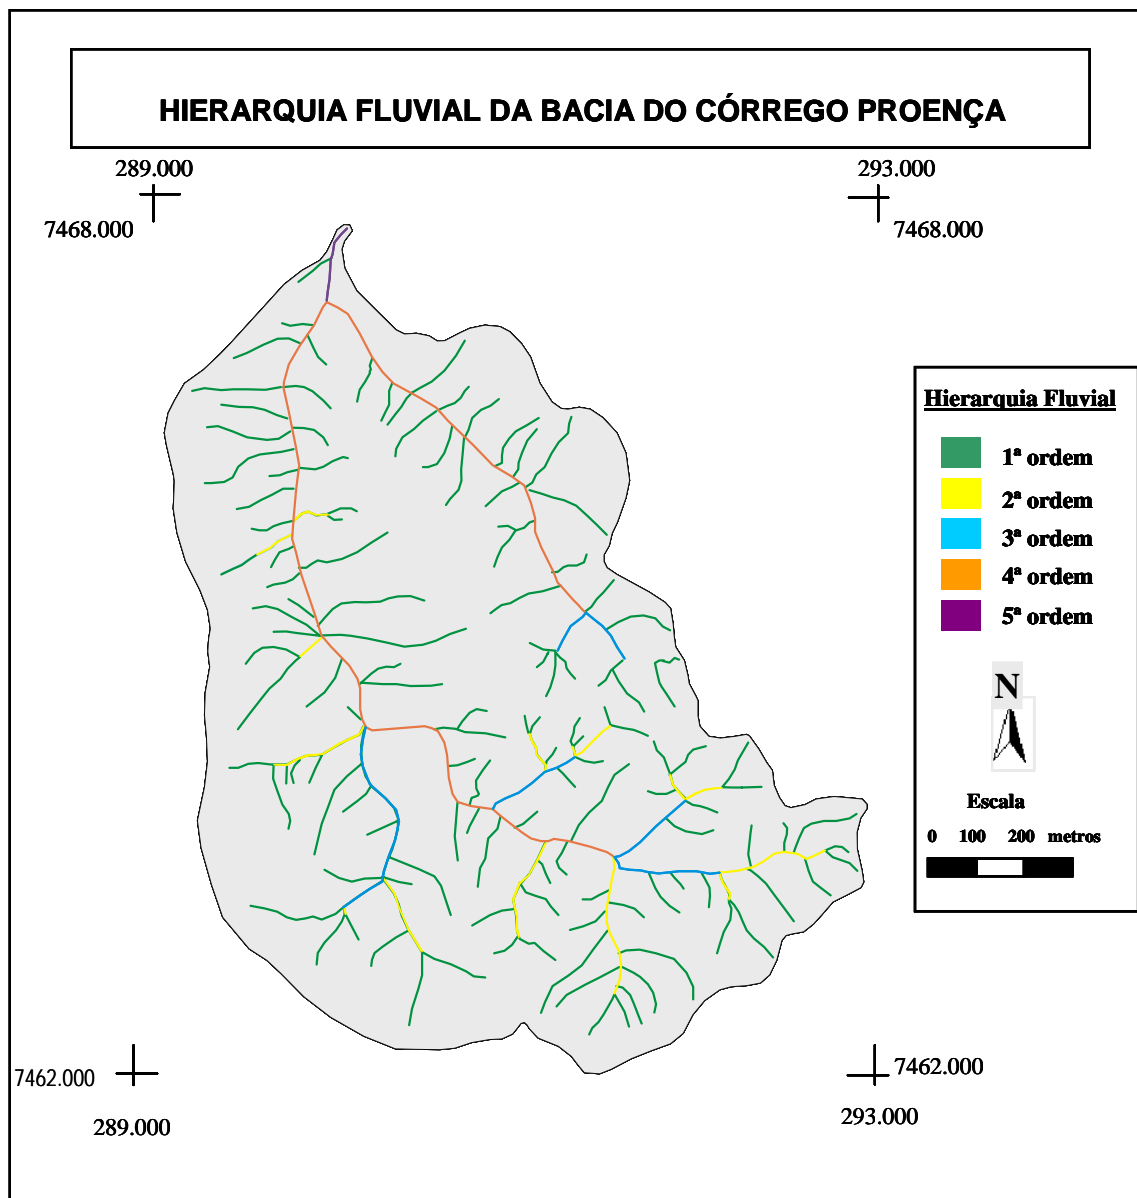 HIERARQUIA FLUVIAL DA BACIA DO CÓRREGO PROENÇA
289.000 293.000
7468.000 7468.000
Hierarquia Fluvial
1ª ordem
2ª ordem
3ª ordem
4ª ordem
5ª ordem
N
Escala
0 100 200 metros
7462.000 7462.000
289.000 293.000